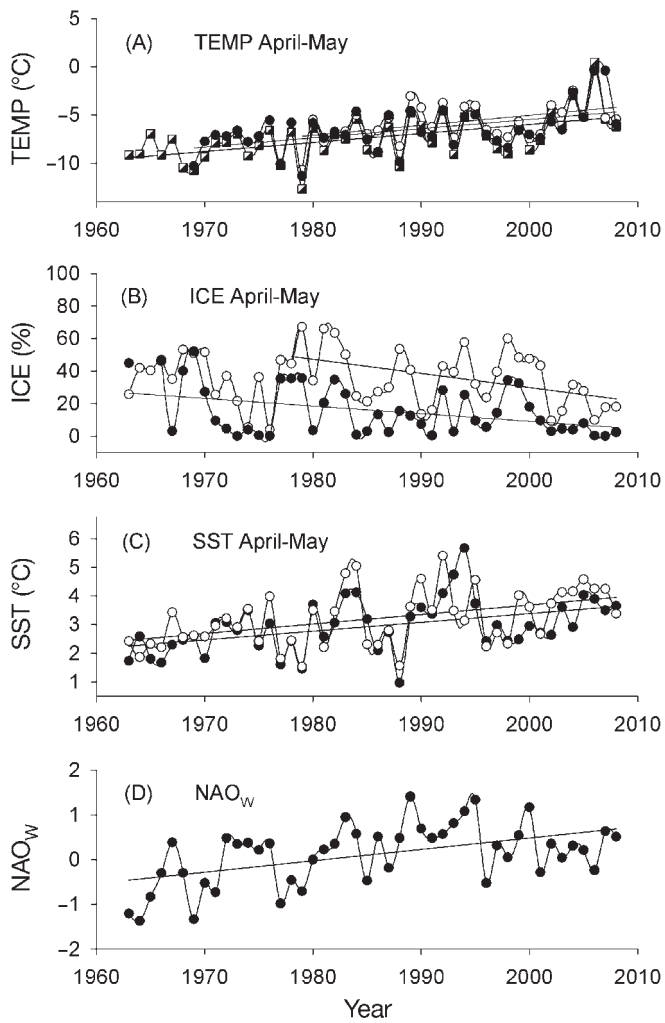 5
0
−5
−10
TEMP (°C)
(A) TEMP April-May
1960 1970 1980 1990 2000 2010
100
80
60
40
20
0
ICE (%)
(B) ICE April-May
1960 1970 1980 1990 2000 2010
6
5
4
3
2
1
SST (°C)
(C) SST April-May
1960 1970 1980 1990 2000 2010
2
1
0
−1
−2
NAOW
(D) NAOW
1960 1970 1980 1990 2000 2010
Year